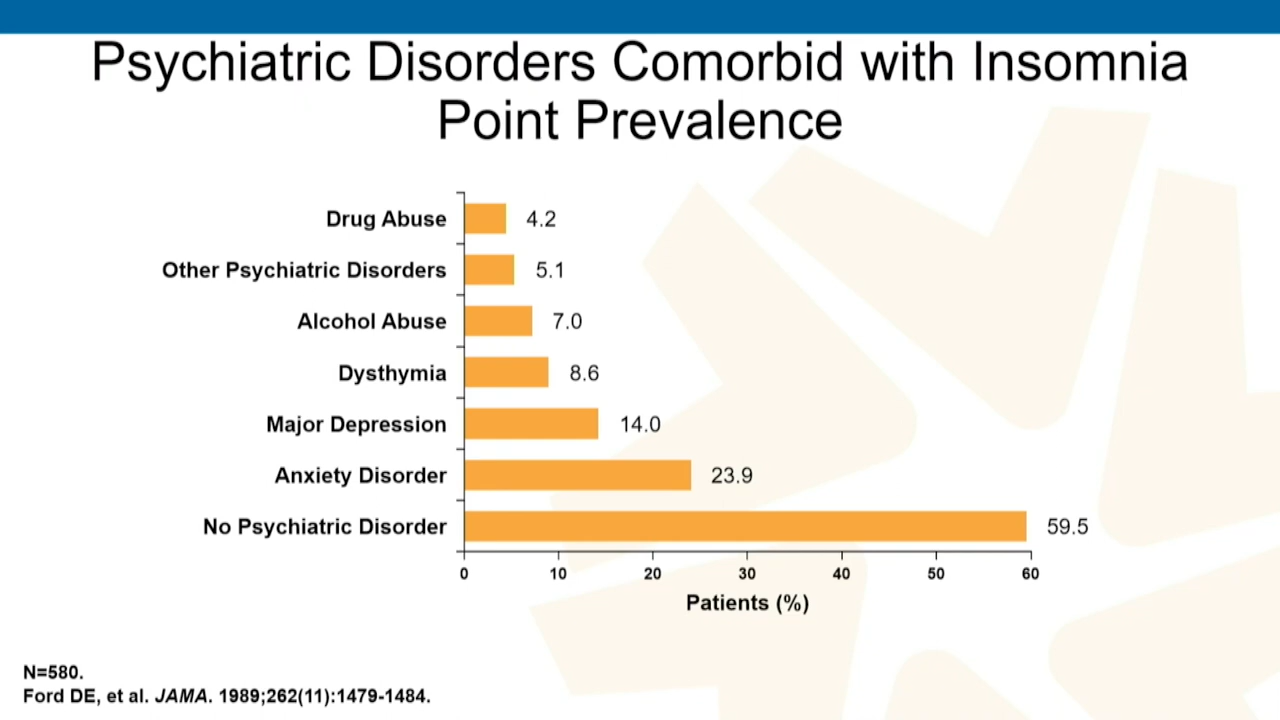 Psychiatric Disorders Comorbid with Insomnia
Point Prevalence
Drug Abuse 4.2
Other Psychiatric Disorders 5.1
Alcohol Abuse 7.0
Dysthymia 8.6
Major Depression 14.0
Anxiety Disorder 23.9
No Psychiatric Disorder 59.5
0 10 20 30 40 50 60
Patients (%)
N=580.
Ford DE, et al. JAMA. 1989;262(11):1479-1484.